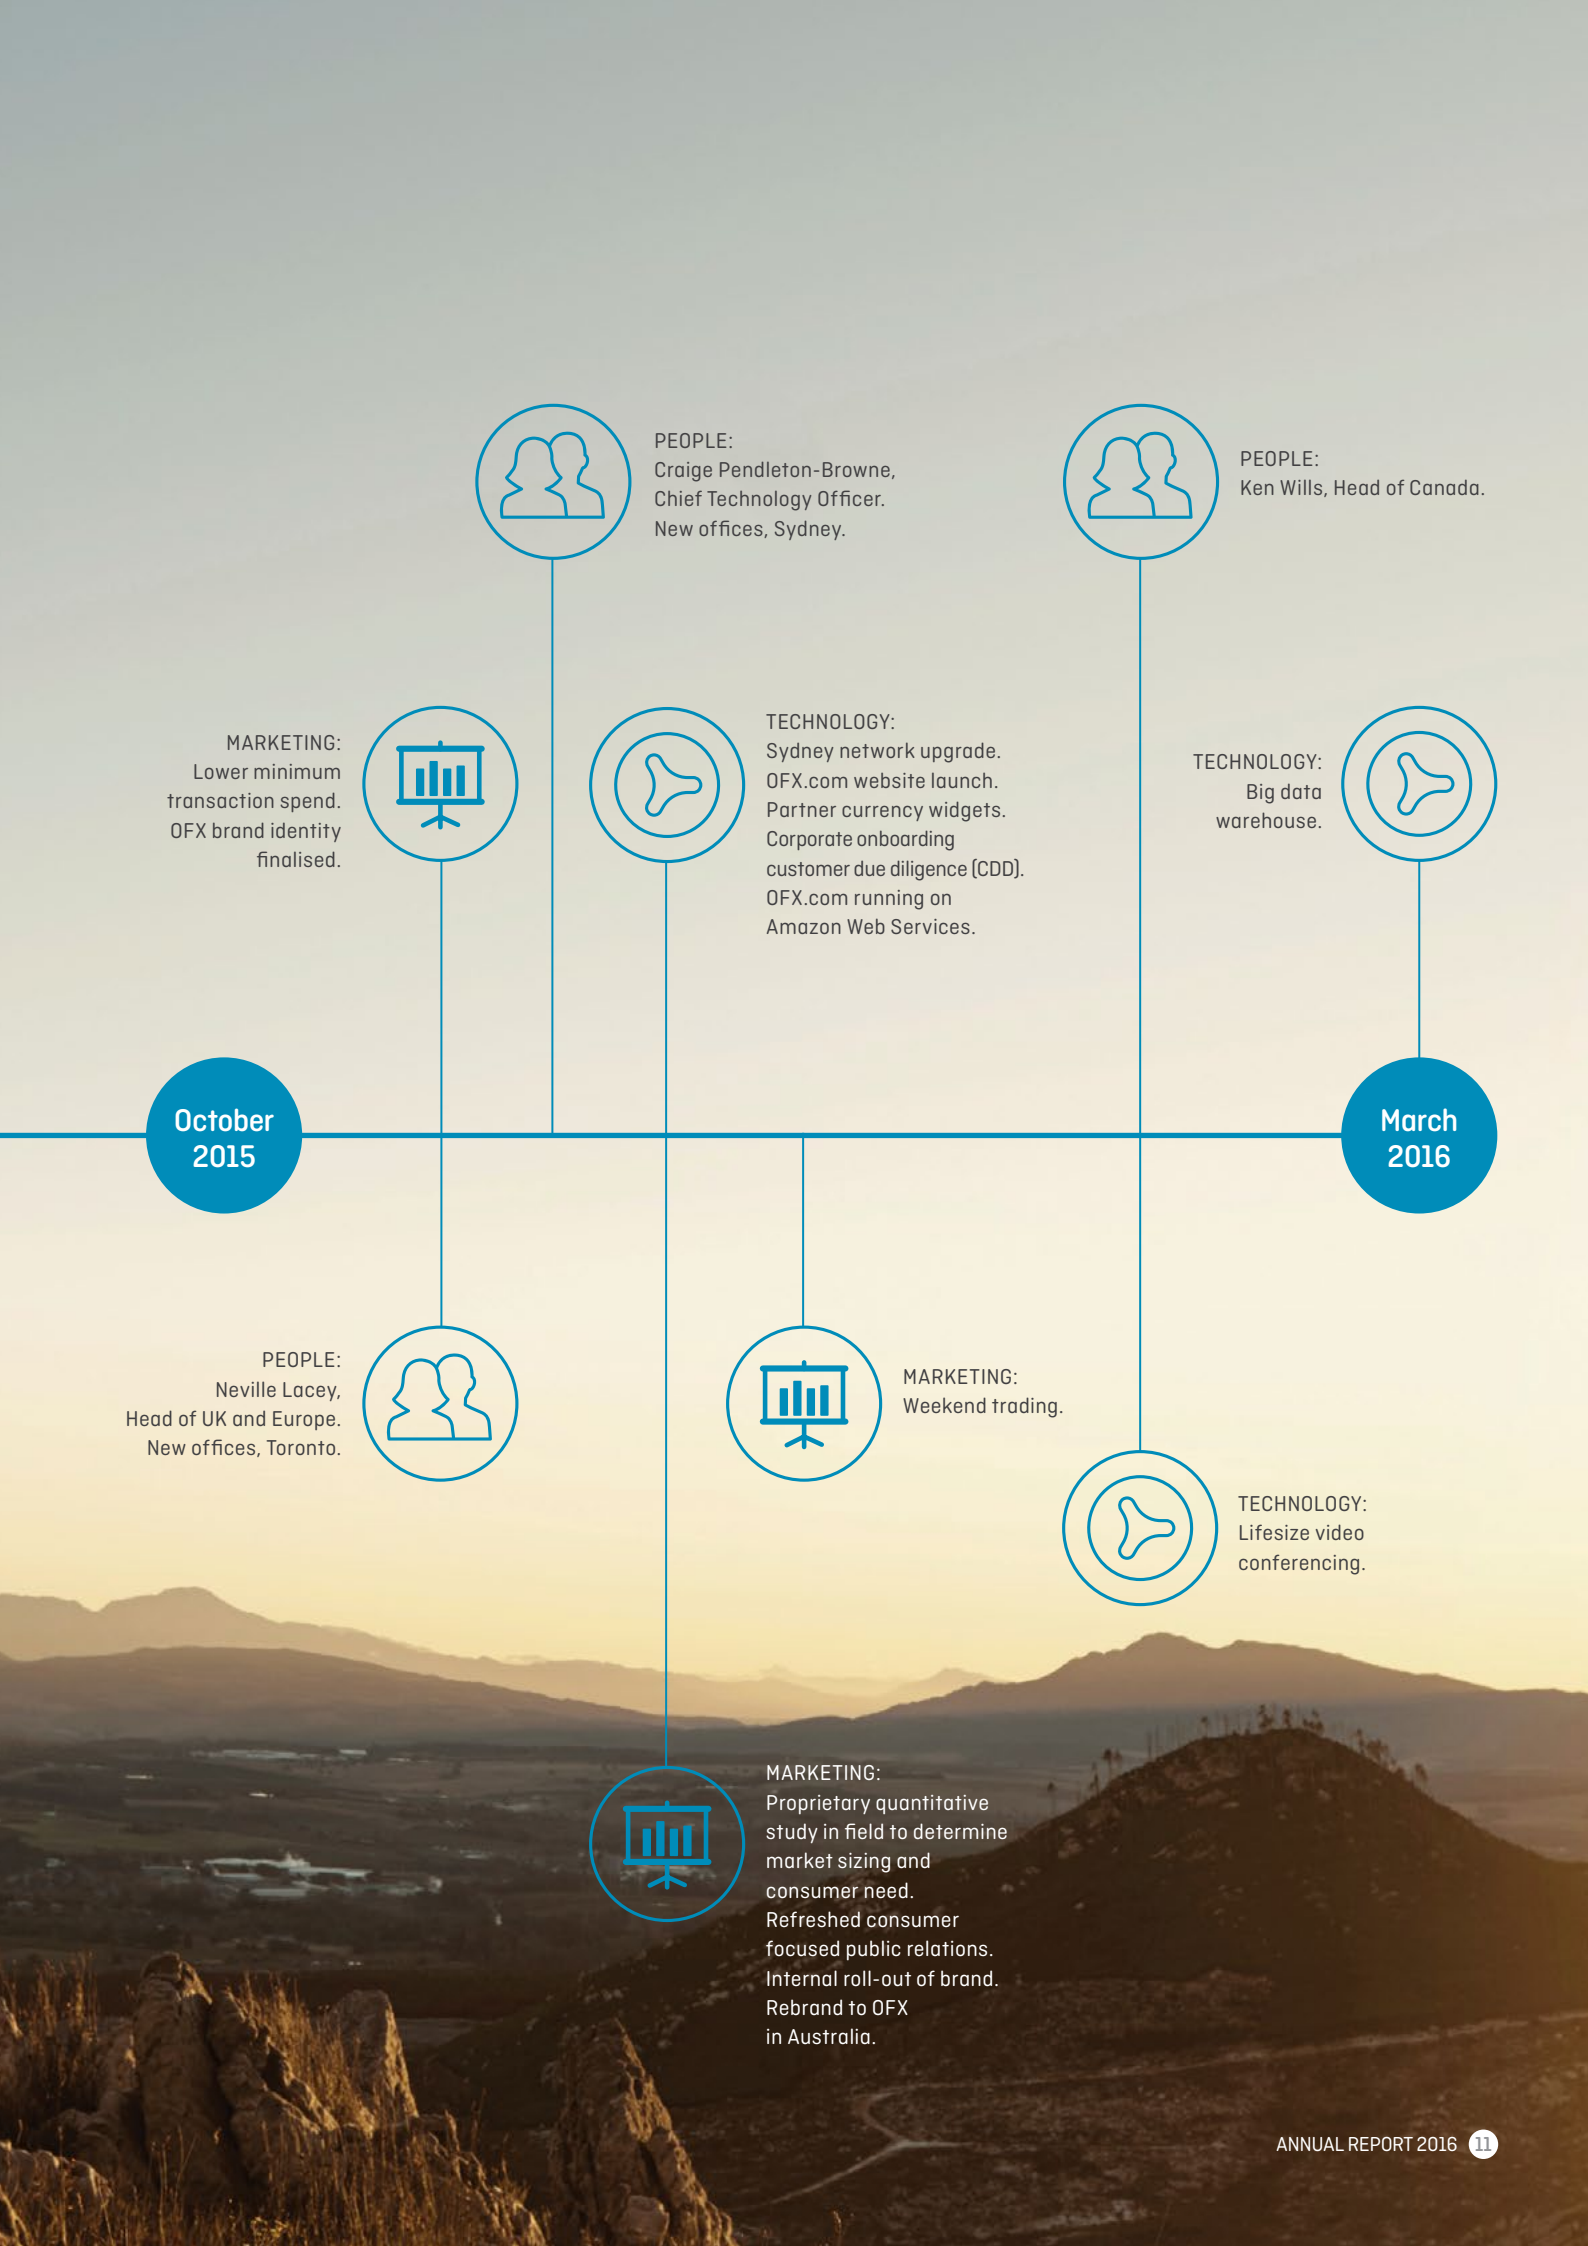 PEOPLE:
Craige Pendleton-Browne,
Chief Technology Officer.
New offices, Sydney.
PEOPLE:
Ken Wills, Head of Canada.
MARKETING:
Lower minimum
transaction spend.
OFX brand identity
finalised.
TECHNOLOGY:
Sydney network upgrade.
OFX.com website launch.
Partner currency widgets.
Corporate onboarding
customer due diligence (CDD).
OFX.com running on
Amazon Web Services.
TECHNOLOGY:
Big data
warehouse.
October
2015
March
2016
PEOPLE:
Neville Lacey,
Head of UK and Europe.
New offices, Toronto.
MARKETING:
Weekend trading.
TECHNOLOGY:
Lifesize video
conferencing.
MARKETING:
Proprietary quantitative
study in field to determine
market sizing and
consumer need.
Refreshed consumer
focused public relations.
Internal roll-out of brand.
Rebrand to OFX
in Australia.
ANNUAL REPORT 2016 11